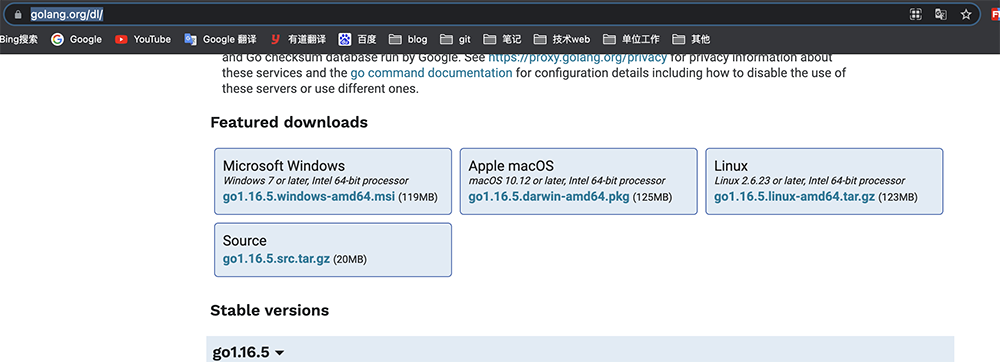 golang.org/dl/
Bing搜索 Google YouTube Google 翻译 有道翻译 百度 blog git 笔记 技术web 单位工作 其他
and Go checksum database run by Google. See https://proxy.golang.org/privacy for privacy information about
these services and the go command documentation for configuration details including how to disable the use of
these servers or use different ones.
Featured downloads
Microsoft Windows
Windows 7 or later, Intel 64-bit processor
go1.16.5.windows-amd64.msi (119MB)
Apple macOS
macOS 10.12 or later, Intel 64-bit processor
go1.16.5.darwin-amd64.pkg (125MB)
Linux
Linux 2.6.23 or later, Intel 64-bit processor
go1.16.5.linux-amd64.tar.gz (123MB)
Source
go1.16.5.src.tar.gz (20MB)
Stable versions
go1.16.5